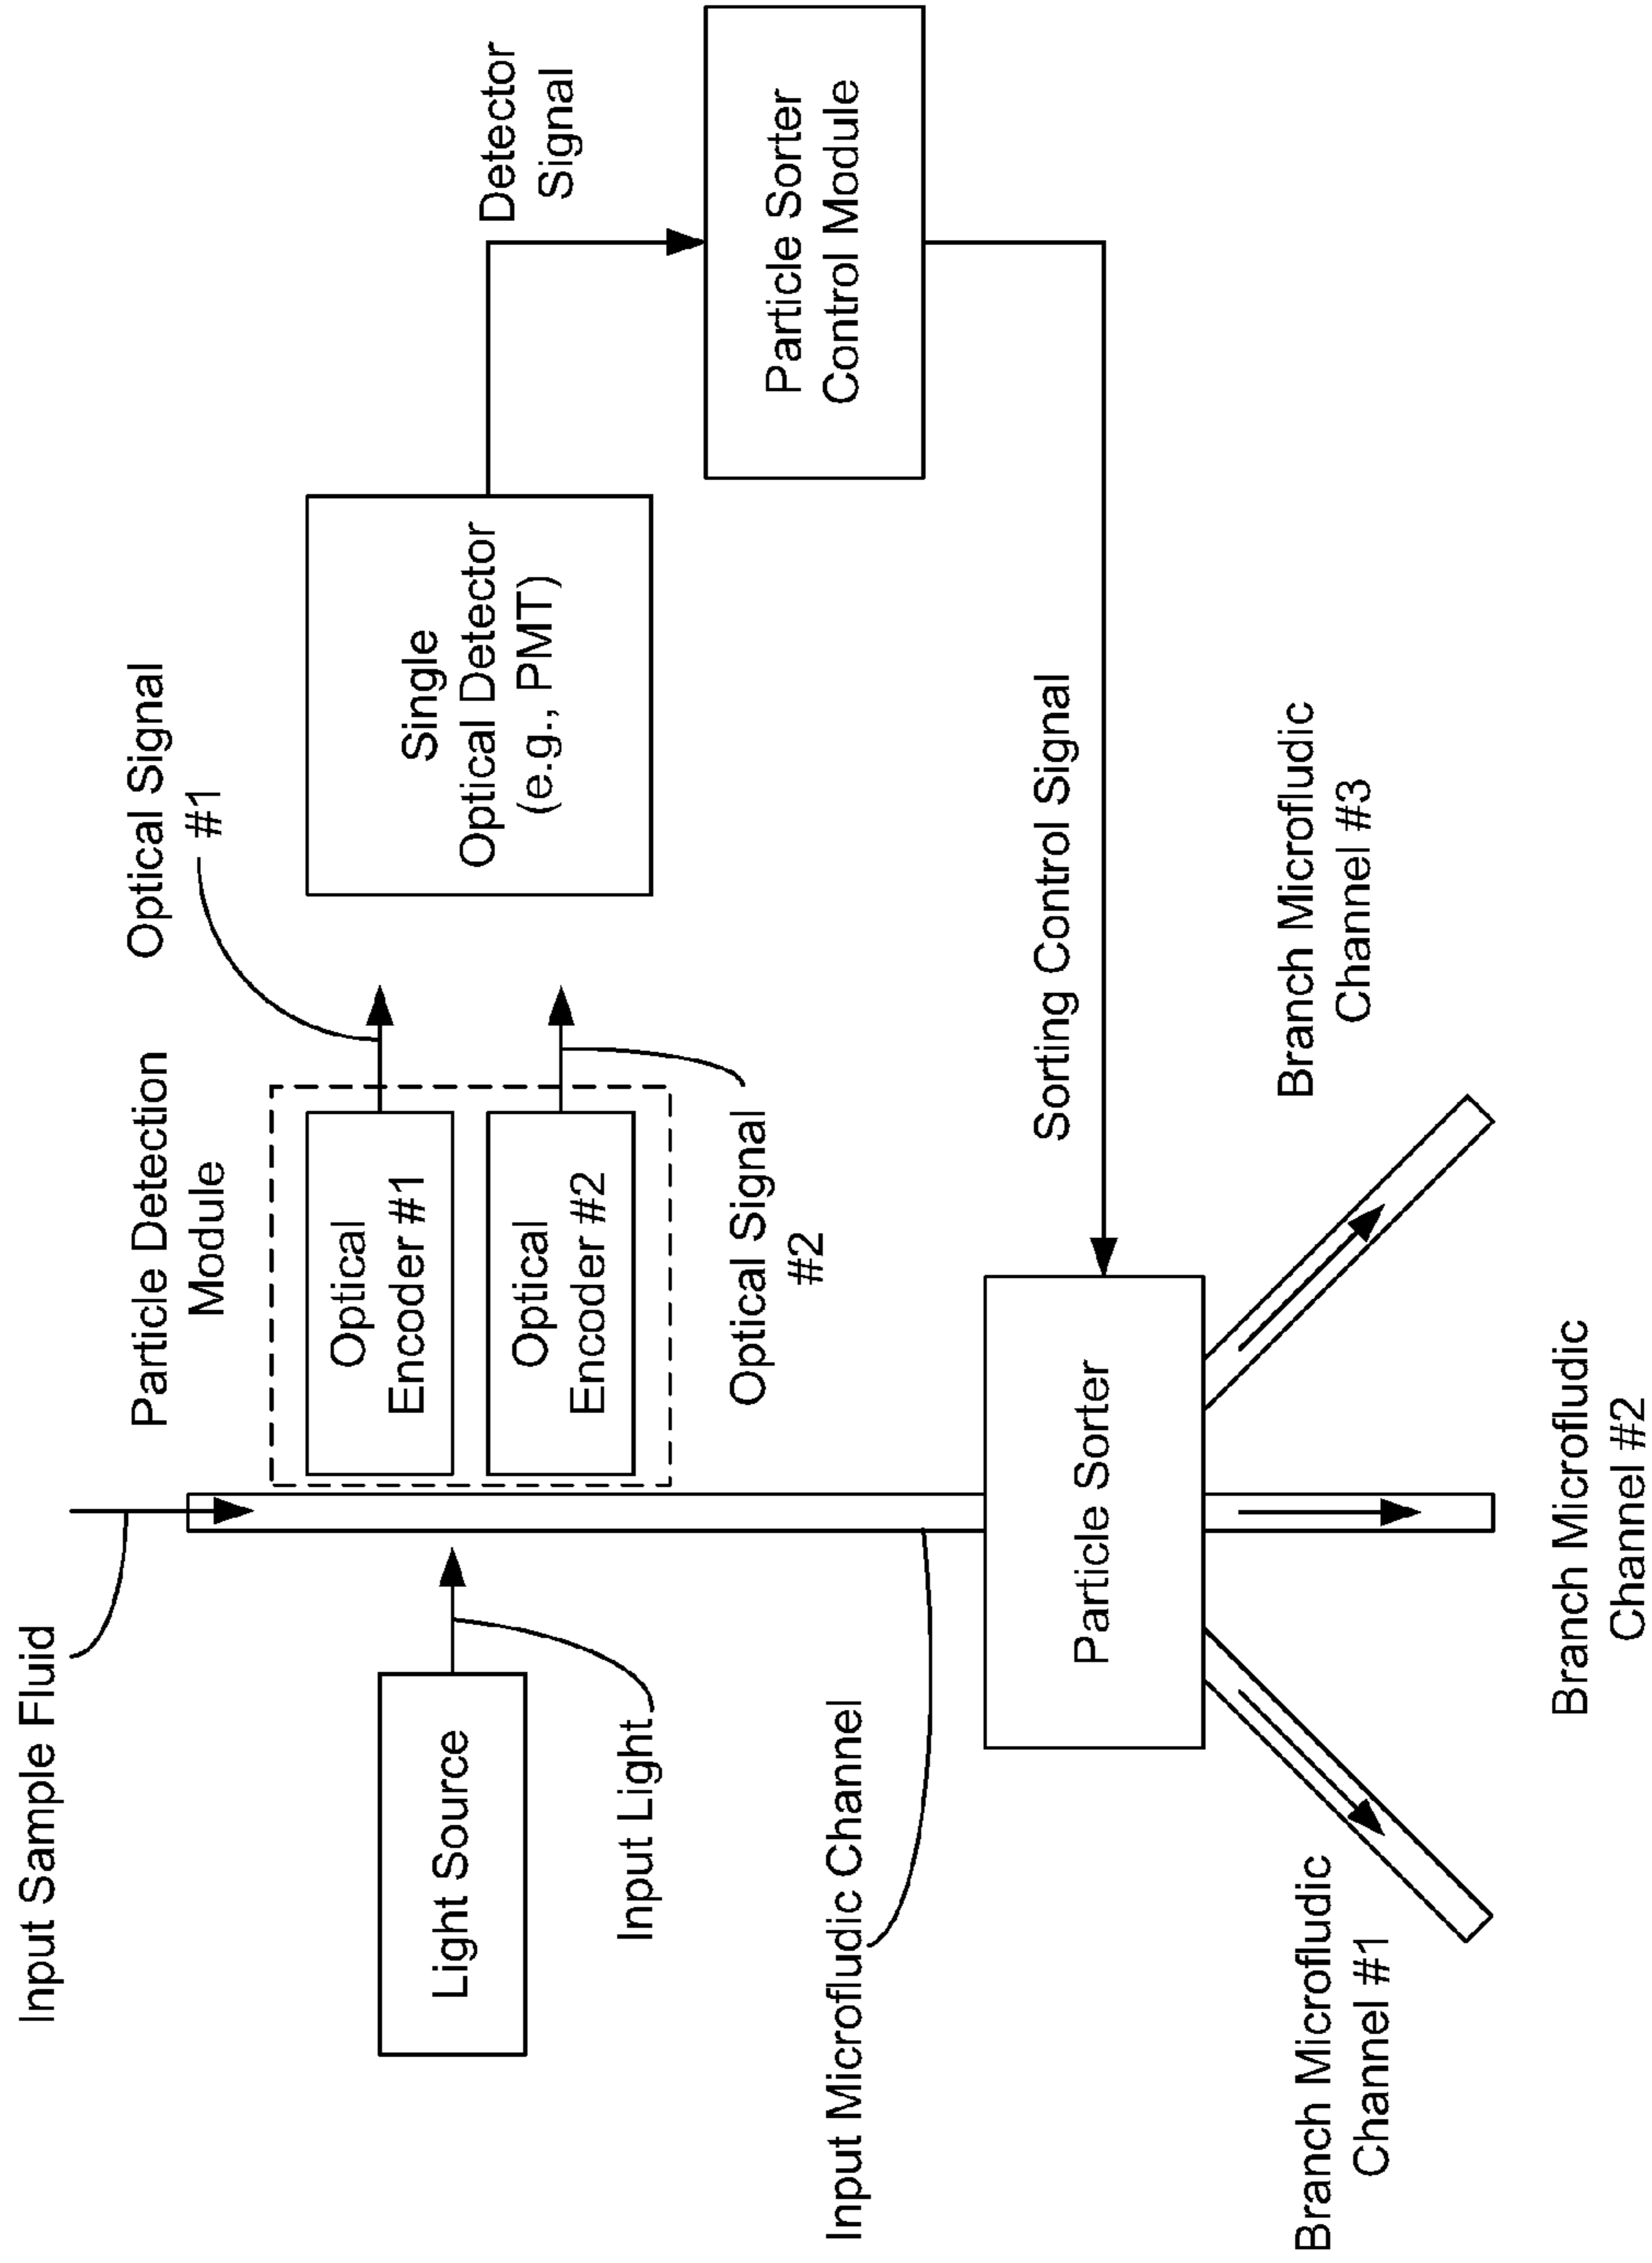 Input Sample Fluid
Particle Detection
Module
Optical Signal
#1
Detector
Signal
Light Source
Optical
Encoder #1
Optical
Encoder #2
Single
Optical Detector
(e.g., PMT)
Input Light
Optical Signal
#2
Particle Sorter
Control Module
Input Microfludic Channel
Sorting Control Signal
Particle Sorter
Branch Microfludic
Channel #1
Branch Microfludic
Channel #2
Branch Microfludic
Channel #3